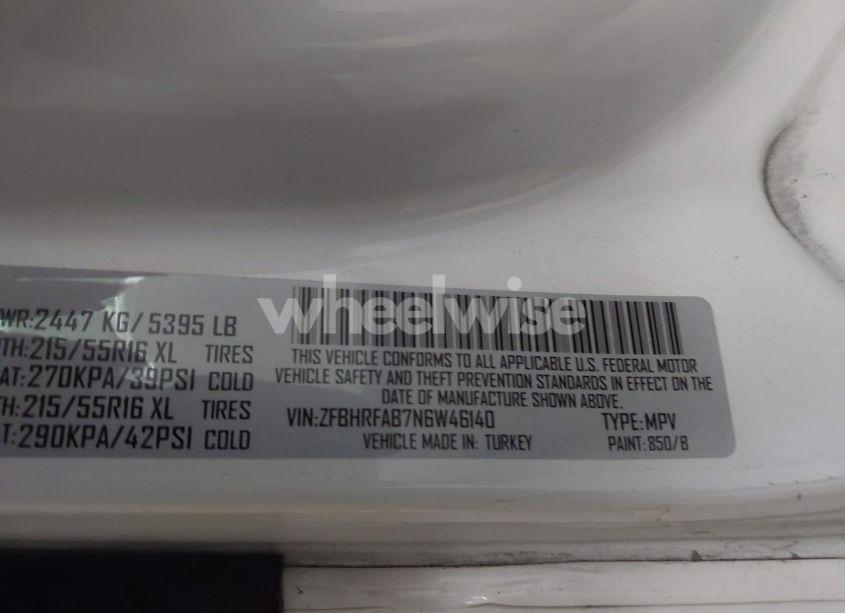 wheelwise
WR:2447 KG/5395 LB
TH:215/55R16 XL TIRES
AT:270KPA/39PSI COLD
TH:215/55R16 XL TIRES
T:290KPA/42PSI COLD
THIS VEHICLE CONFORMS TO ALL APPLICABLE U.S. FEDERAL MOTOR
VEHICLE SAFETY AND THEFT PREVENTION STANDARDS IN EFFECT ON THE
DATE OF MANUFACTURE SHOWN ABOVE.
VIN:ZFBHRFAB7N6W46140 TYPE:MPV
VEHICLE MADE IN: TURKEY PAINT:850/B